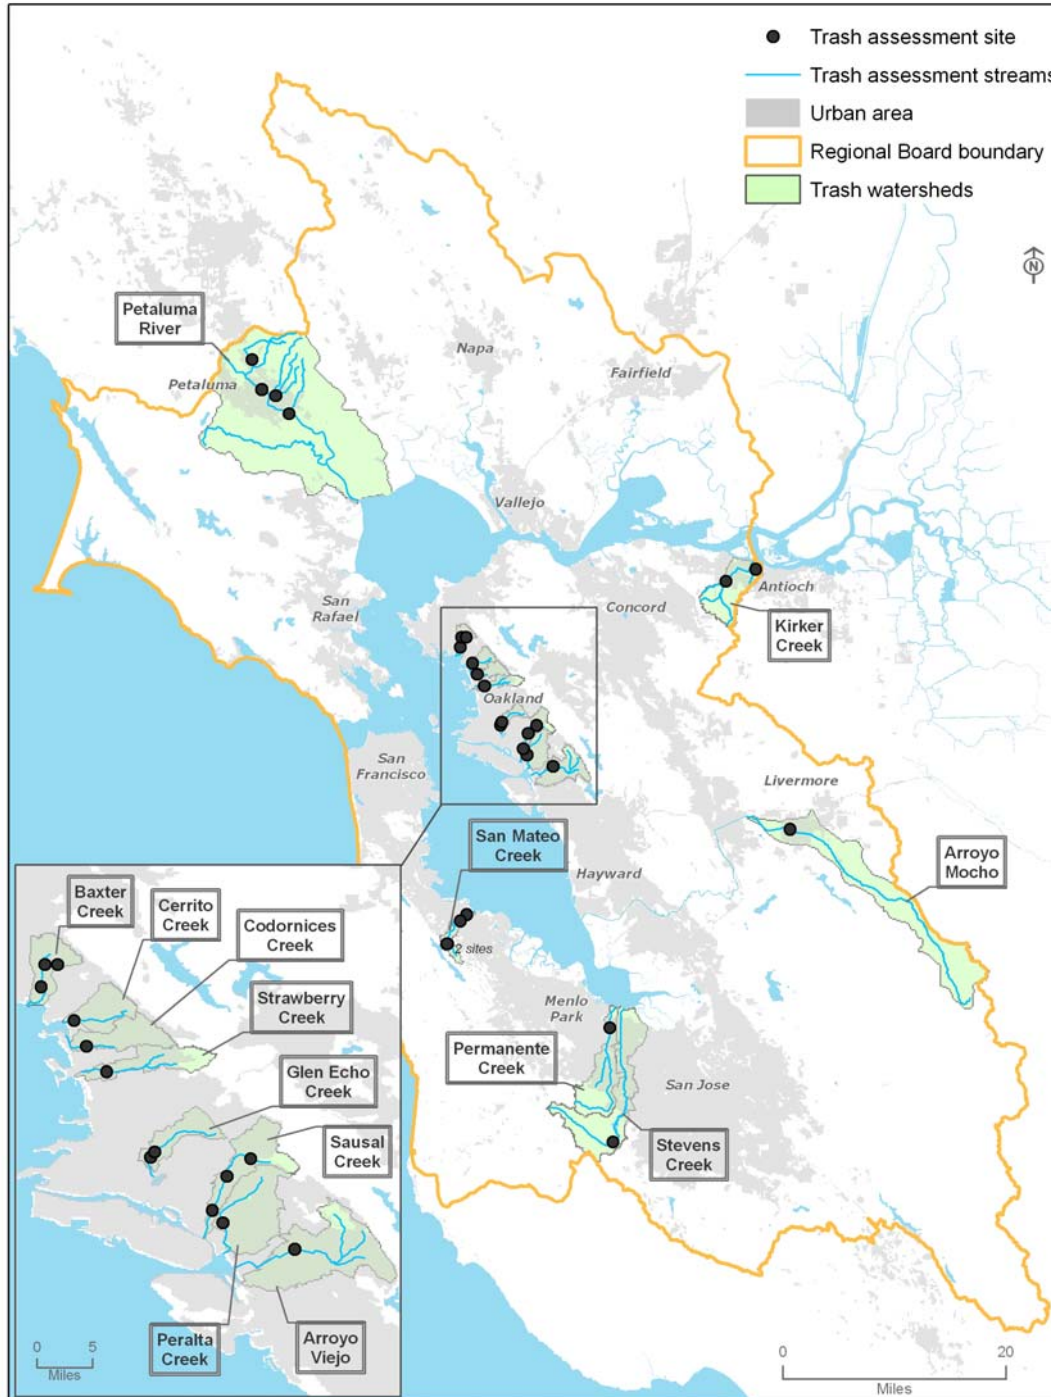 Trash assessment site
Trash assessment streams
Urban area
Regional Board boundary
Trash watersheds
N
Petaluma
River
Petaluma
Napa
Fairfield
Vallejo
San
Rafael
Concord
Antioch
Kirker
Creek
Oakland
San
Francisco
Livermore
San Mateo
Creek
Hayward
Arroyo
Mocho
2 sites
Menlo
Park
Permanente
Creek
San Jose
Stevens
Creek
Baxter
Creek
Cerrito
Creek
Codornices
Creek
Strawberry
Creek
Glen Echo
Creek
Sausal
Creek
Peralta
Creek
Arroyo
Viejo
0 5
Miles
0 20
Miles